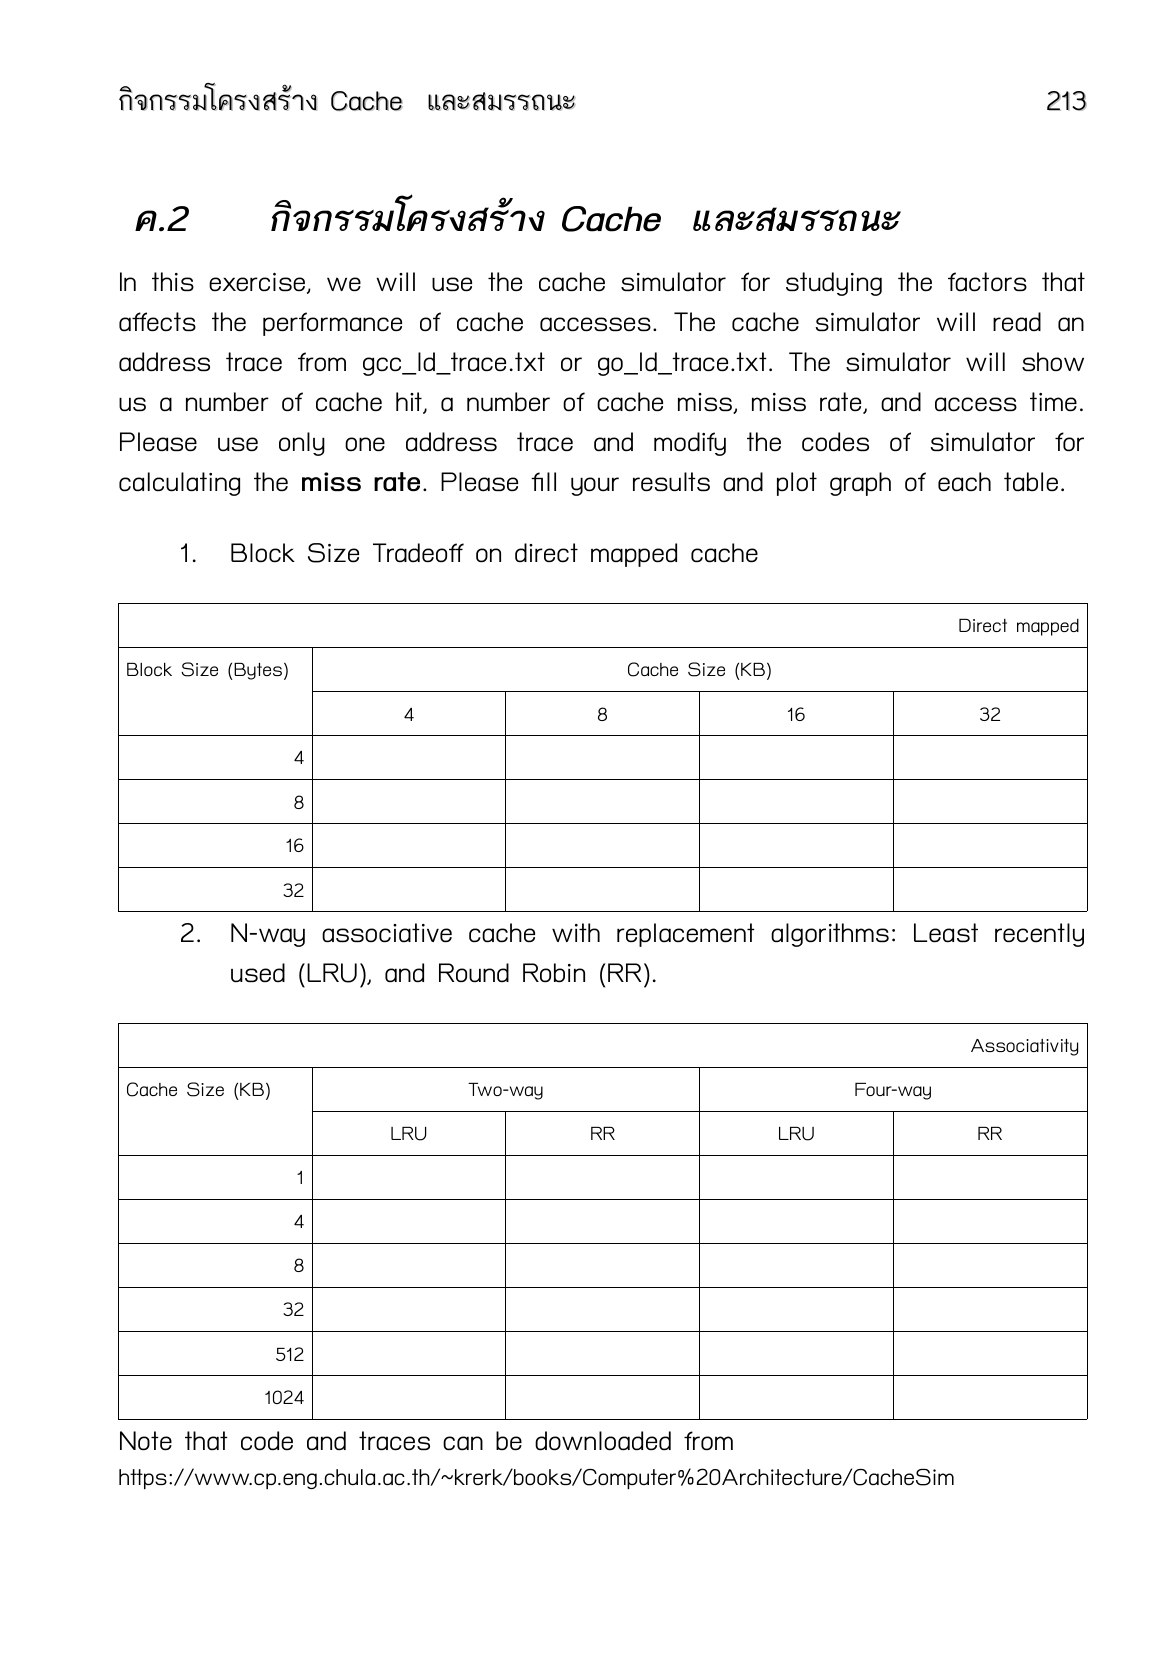 กิจกรรมโครงสร้าง Cache และสมรรถนะ 213
ค.2 กิจกรรมโครงสร้าง Cache และสมรรถนะ
In this exercise, we will use the cache simulator for studying the factors that
affects the performance of cache accesses. The cache simulator will read an
address trace from gcc_ld_trace.txt or go_ld_trace.txt. The simulator will show
us a number of cache hit, a number of cache miss, miss rate, and access time.
Please use only one address trace and modify the codes of simulator for
calculating the miss rate. Please fill your results and plot graph of each table.
1. Block Size Tradeoff on direct mapped cache
Direct mapped
Block Size (Bytes) Cache Size (KB)
4 8 16 32
4
8
16
32
2. N-way associative cache with replacement algorithms: Least recently
used (LRU), and Round Robin (RR).
Associativity
Cache Size (KB) Two-way Four-way
LRU RR LRU RR
1
4
8
32
512
1024
Note that code and traces can be downloaded from
https://www.cp.eng.chula.ac.th/~krerk/books/Computer%20Architecture/CacheSim